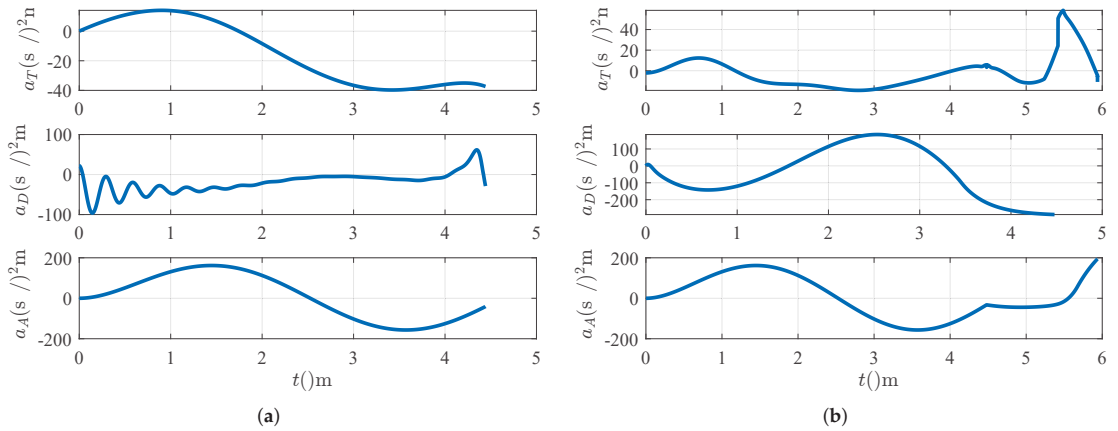 a_T(s /)^2n
0
-20
-40
0 1 2 3 4 5
a_D(s /)^2m
100
0
-100
0 1 2 3 4 5
a_A(s /)^2m
200
0
-200
0 1 2 3 4 5
t()m
(a)
a_T(s /)^2n
40
20
0
0 1 2 3 4 5 6
a_D(s /)^2m
100
0
-100
-200
0 1 2 3 4 5
a_A(s /)^2m
200
0
-200
0 1 2 3 4 5 6
t()m
(b)